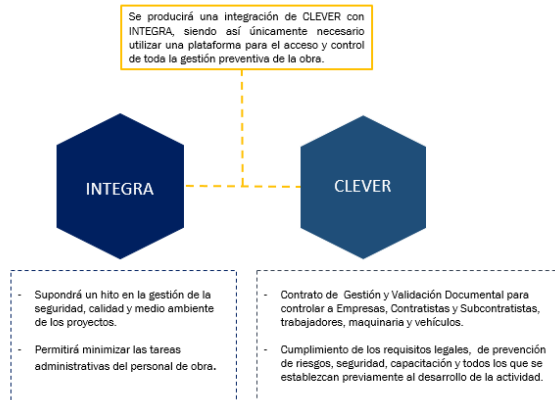 Se producirá una integración de CLEVER con
INTEGRA, siendo así únicamente necesario
utilizar una plataforma para el acceso y control
de toda la gestión preventiva de la obra.
INTEGRA
CLEVER
- Supondrá un hito en la gestión de la
seguridad, calidad y medio ambiente
de los proyectos.
- Permitirá minimizar las tareas
administrativas del personal de obra.
- Contrato de Gestión y Validación Documental para
controlar a Empresas, Contratistas y Subcontratistas,
trabajadores, maquinaria y vehículos.
- Cumplimiento de los requisitos legales, de prevención
de riesgos, seguridad, capacitación y todos los que se
establezcan previamente al desarrollo de la actividad.